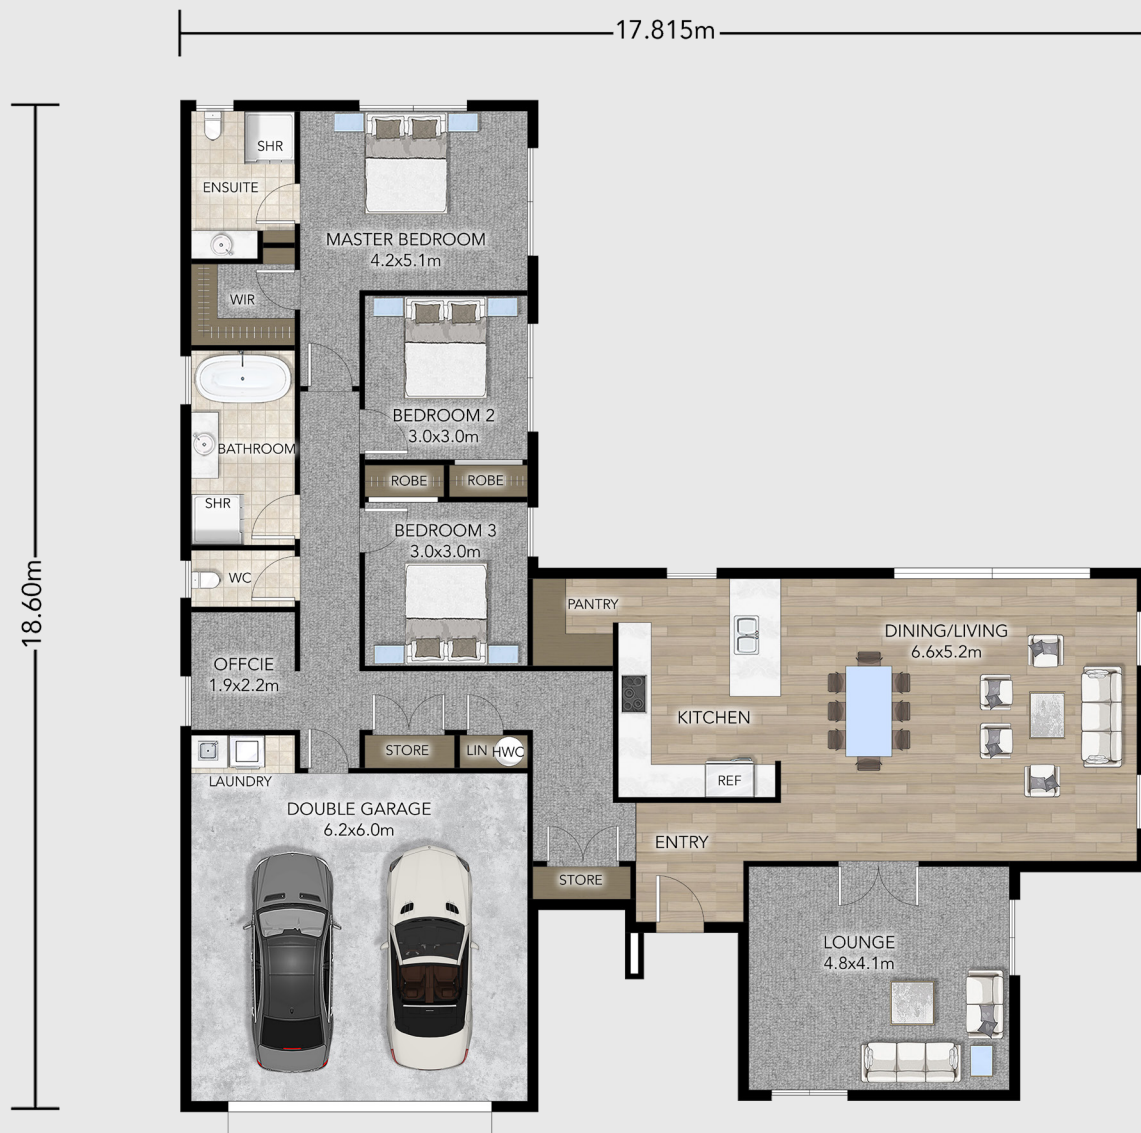 17.815m
18.60m
SHR
ENSUITE
MASTER BEDROOM
4.2x5.1m
WIR
BEDROOM 2
3.0x3.0m
BATHROOM
ROBE
ROBE
SHR
BEDROOM 3
3.0x3.0m
WC
PANTRY
DINING/LIVING
6.6x5.2m
OFFCIE
1.9x2.2m
KITCHEN
STORE
LIN
HWC
LAUNDRY
REF
DOUBLE GARAGE
6.2x6.0m
ENTRY
STORE
LOUNGE
4.8x4.1m